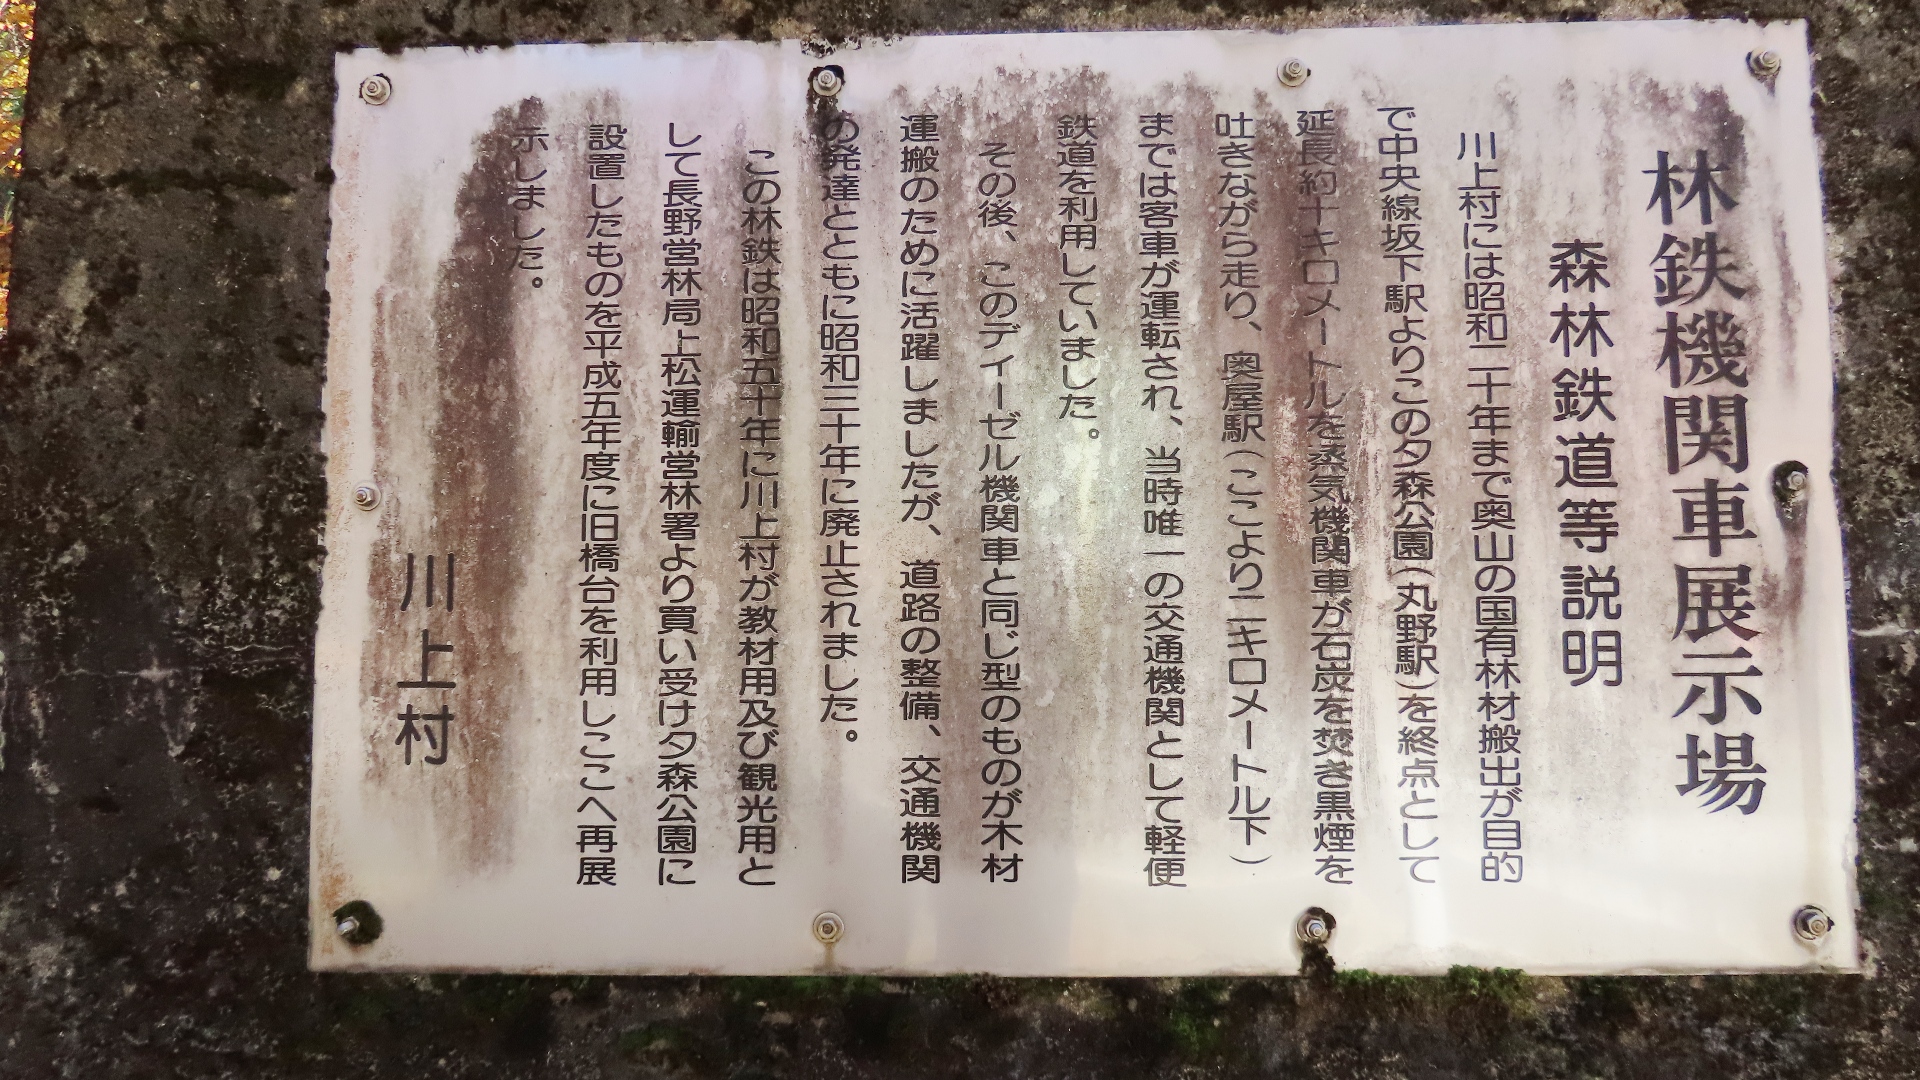 林鉄機関車展示場
森林鉄道等説明
川上村には昭和二十年まで奥山の国有林材搬出が目的
で中央線坂下駅よりこの夕森公園(丸野駅)を終点として
延長約十キロメートルを蒸気機関車が石炭を焚き黒煙を
吐きながら走り、奥屋駅(ここより二キロメートル下)
までは客車が運転され、当時唯一の交通機関として軽便
鉄道を利用していました。
その後、このディーゼル機関車と同じ型のものが木材
運搬のために活躍しましたが、道路の整備、交通機関
の発達とともに昭和三十年に廃止されました。
この林鉄は昭和五十年に川上村が教材用及び観光用と
して長野営林局上松運輸営林署より買い受け夕森公園に
設置したものを平成五年度に旧橋台を利用しここへ再展
示しました。
川上村